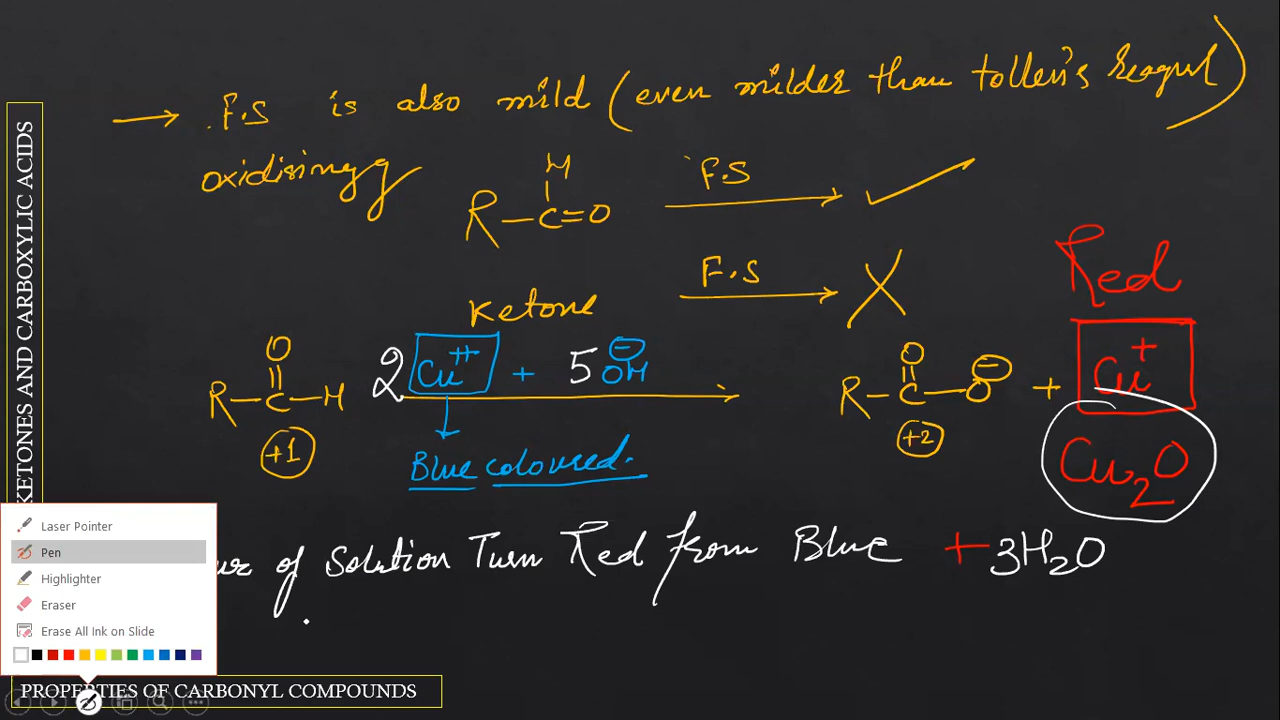 → F.S is also mild (even milder than tollen's reagent)
oxidising
H
R—C=O F.S → ✓
Ketone F.S → X
Red
O
R—C—H 2 Cu++ + 5 OH⊖ → R—C—O⊖ + Cu+
O
+1
+2
Blue coloured.
Cu2O
of solution Turn Red from Blue + 3H2O
KETONES AND CARBOXYLIC ACIDS
Laser Pointer
Pen
Highlighter
Eraser
Erase All Ink on Slide
PROPERTIES OF CARBONYL COMPOUNDS